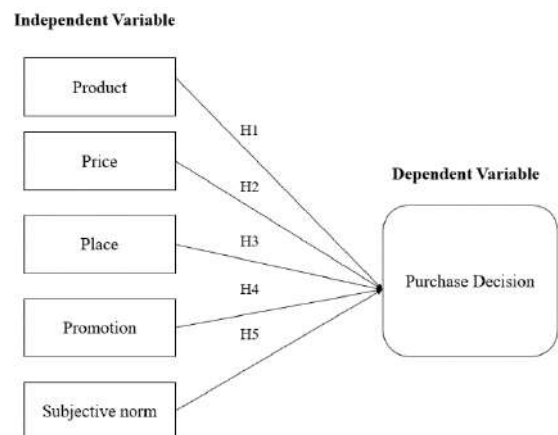 Independent Variable
Product
H1
Price
H2
Dependent Variable
Place
H3
Purchase Decision
H4
Promotion
H5
Subjective norm